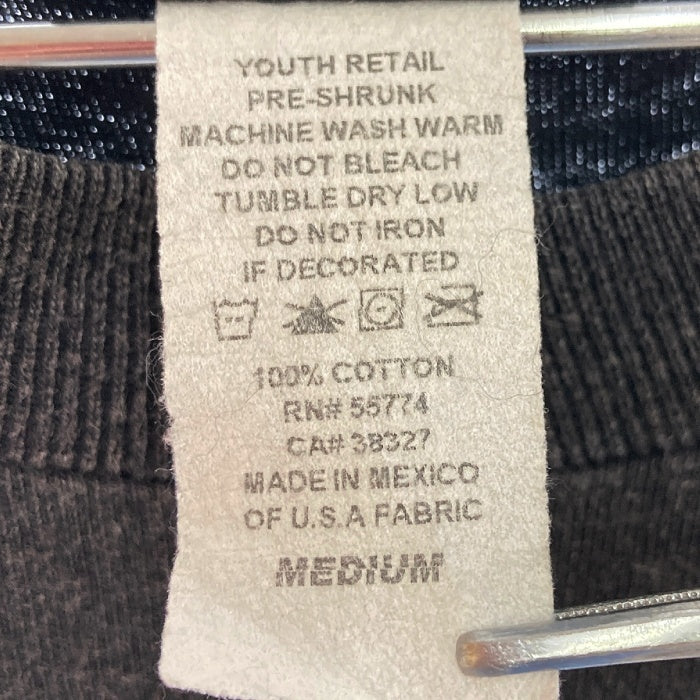 YOUTH RETAIL
PRE-SHRUNK
MACHINE WASH WARM
DO NOT BLEACH
TUMBLE DRY LOW
DO NOT IRON
IF DECORATED
100% COTTON
RN# 55774
CA# 38327
MADE IN MEXICO
OF U.S.A FABRIC
MEDIUM